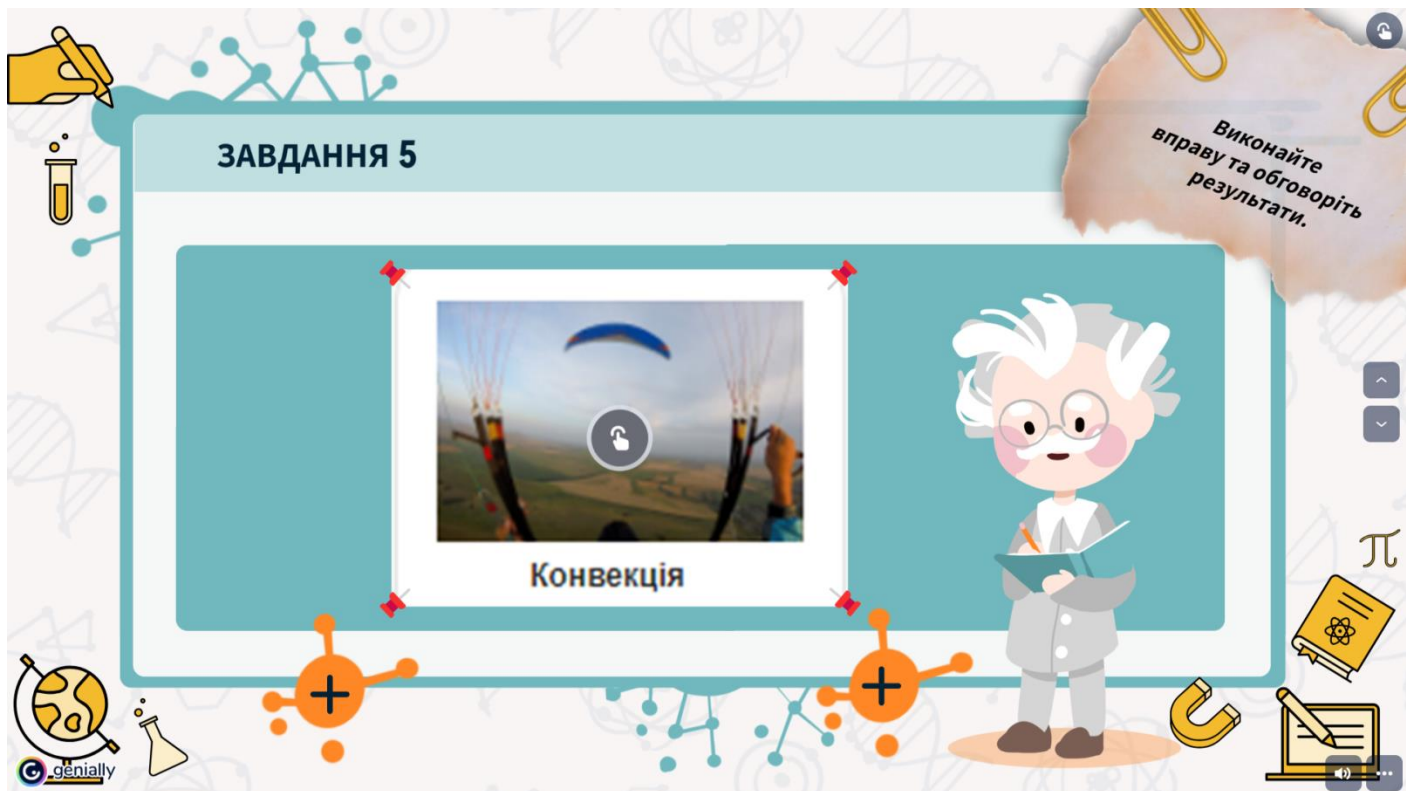 ЗАВДАННЯ 5
Виконайте
вправу та обговоріть
результати.
Конвекція
π
genially